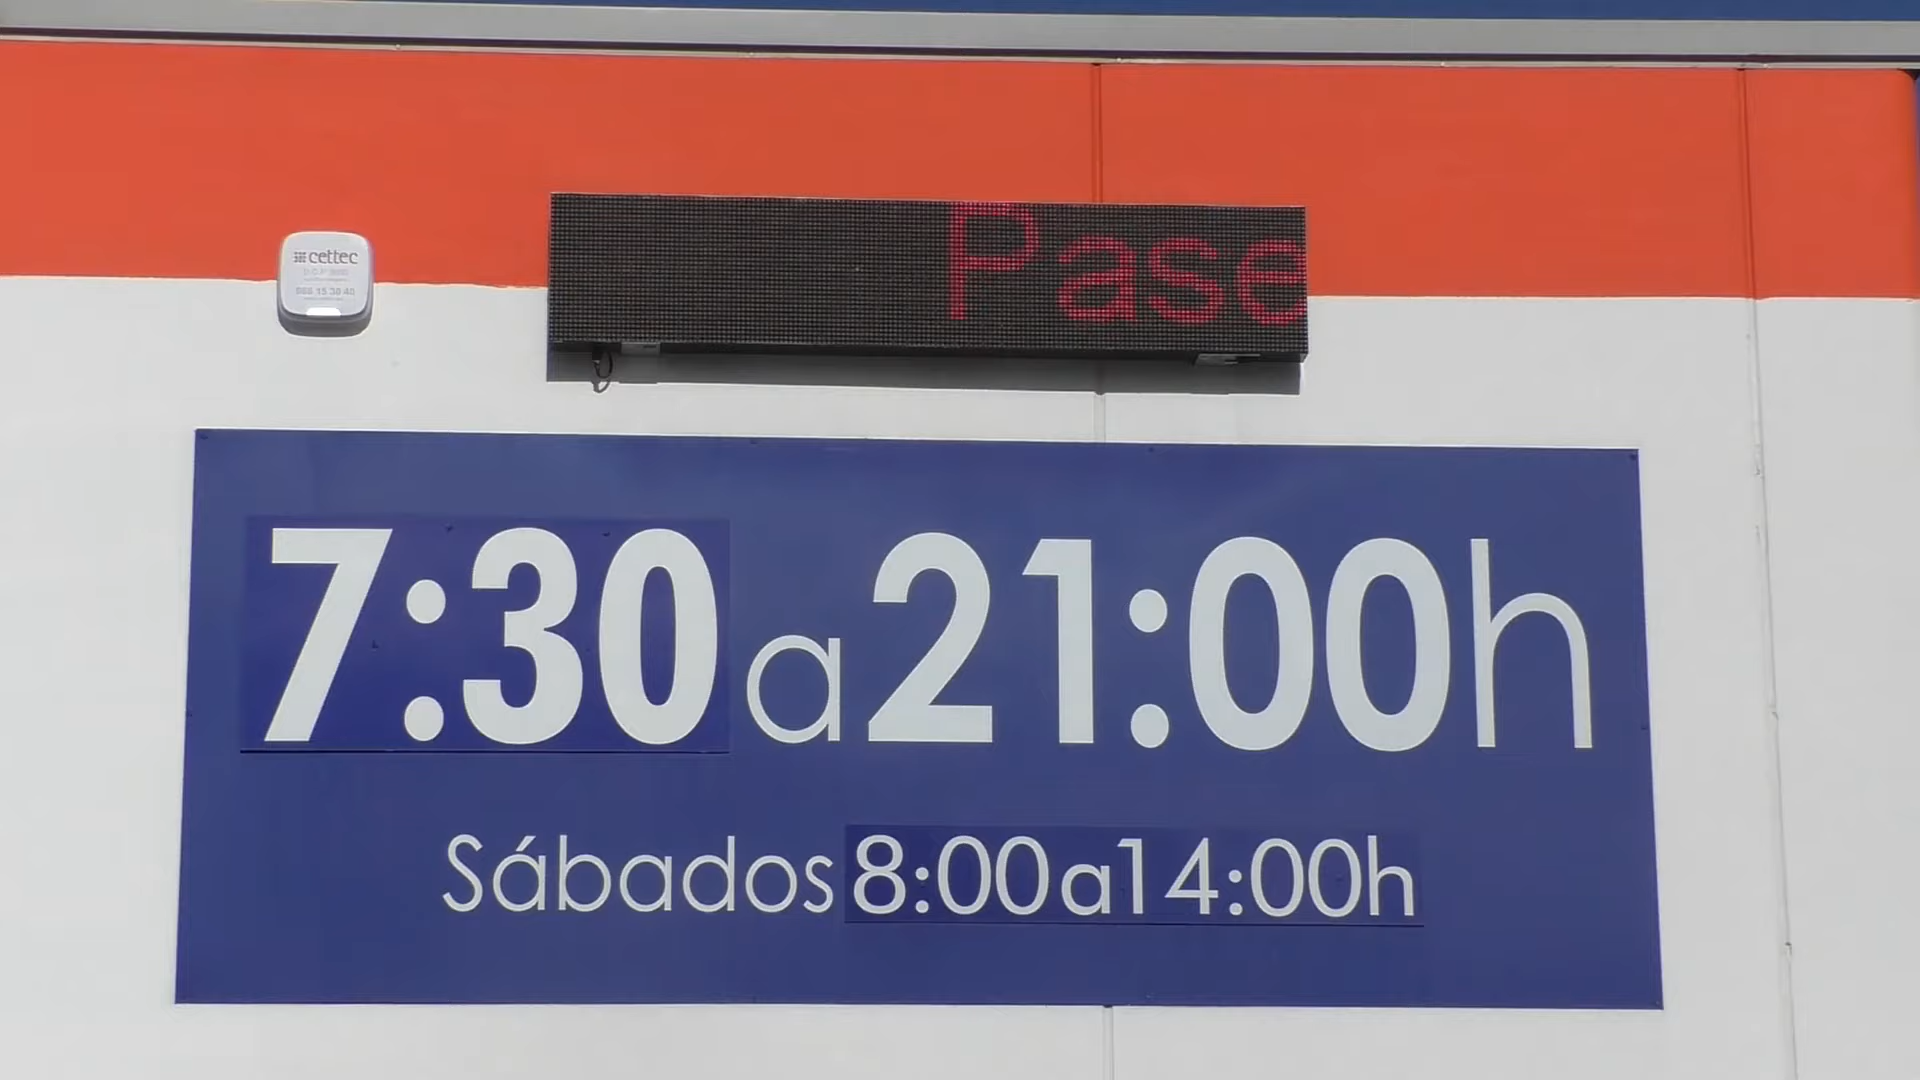 Pase
cettec
7:30 a 21:00h
Sábados 8:00 a 14:00h